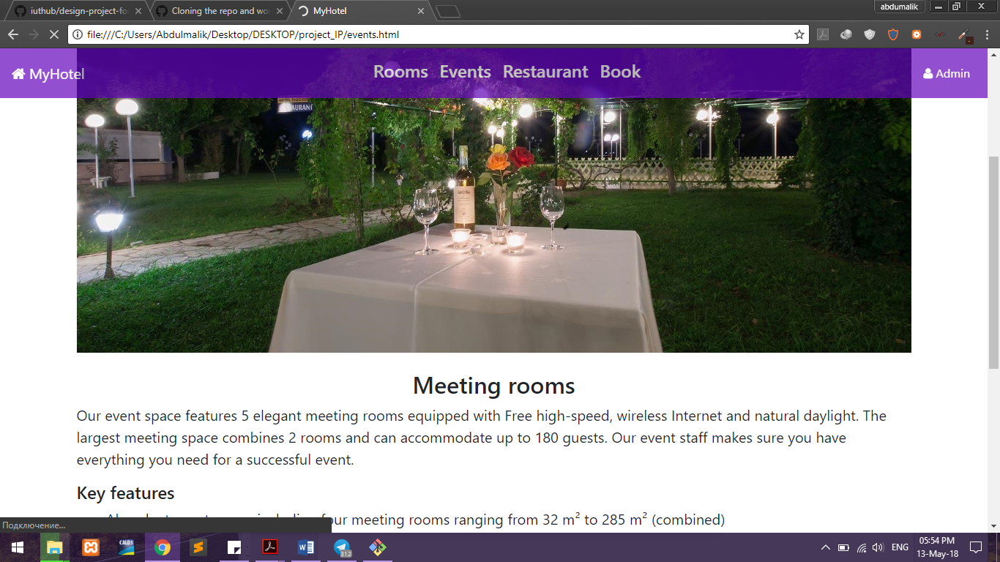 iuthub/design-project-fo
Cloning the repo and wo
MyHotel
abdumalik
file:///C:/Users/Abdulmalik/Desktop/DESKTOP/project_IP/events.html
MyHotel
Rooms Events Restaurant Book
Admin
Meeting rooms
Our event space features 5 elegant meeting rooms equipped with Free high-speed, wireless Internet and natural daylight. The
largest meeting space combines 2 rooms and can accommodate up to 180 guests. Our event staff makes sure you have
everything you need for a successful event.
Key features
four meeting rooms ranging from 32 m² to 285 m² (combined)
Подключение...
CALD3
312
ENG
05:54 PM
13-May-18